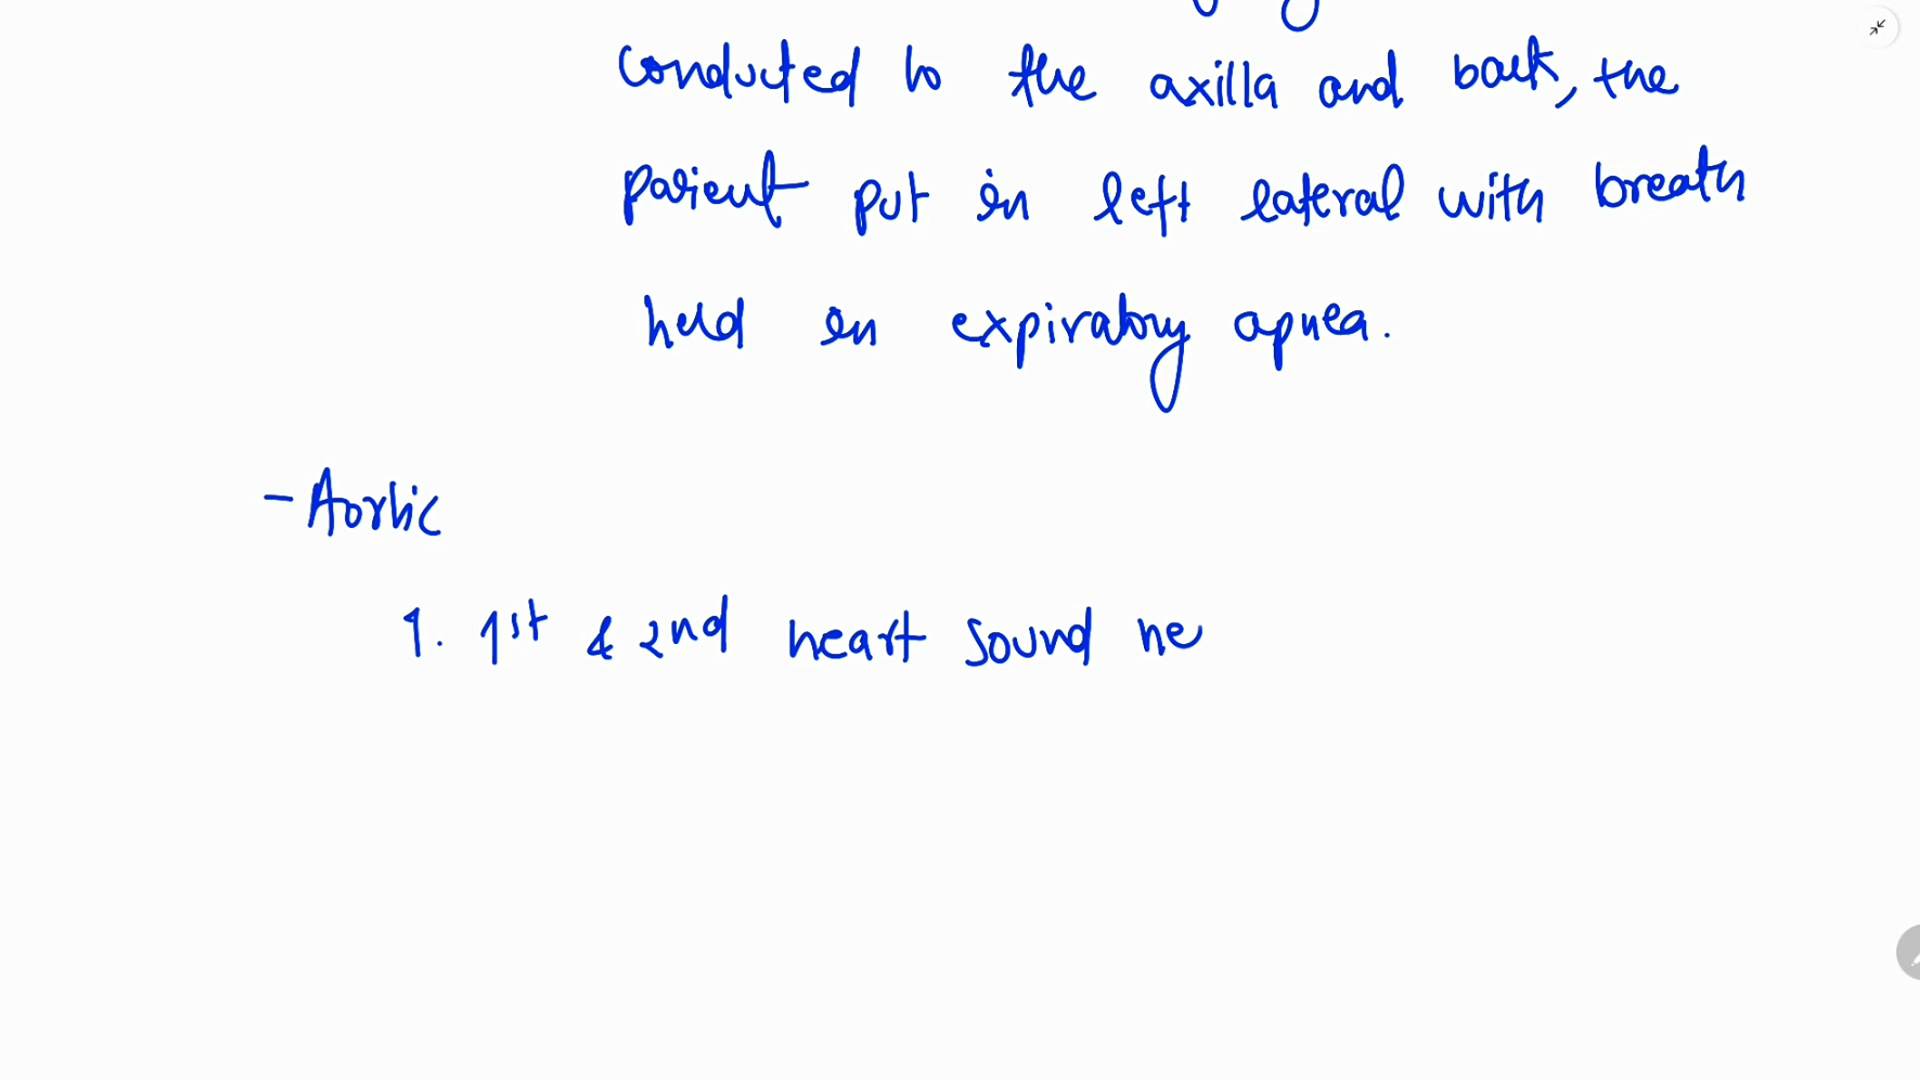 conducted to the axilla and back, the
patient put in left lateral with breath
held in expiratory apnea.
- Aortic
1. 1st & 2nd heart sound he